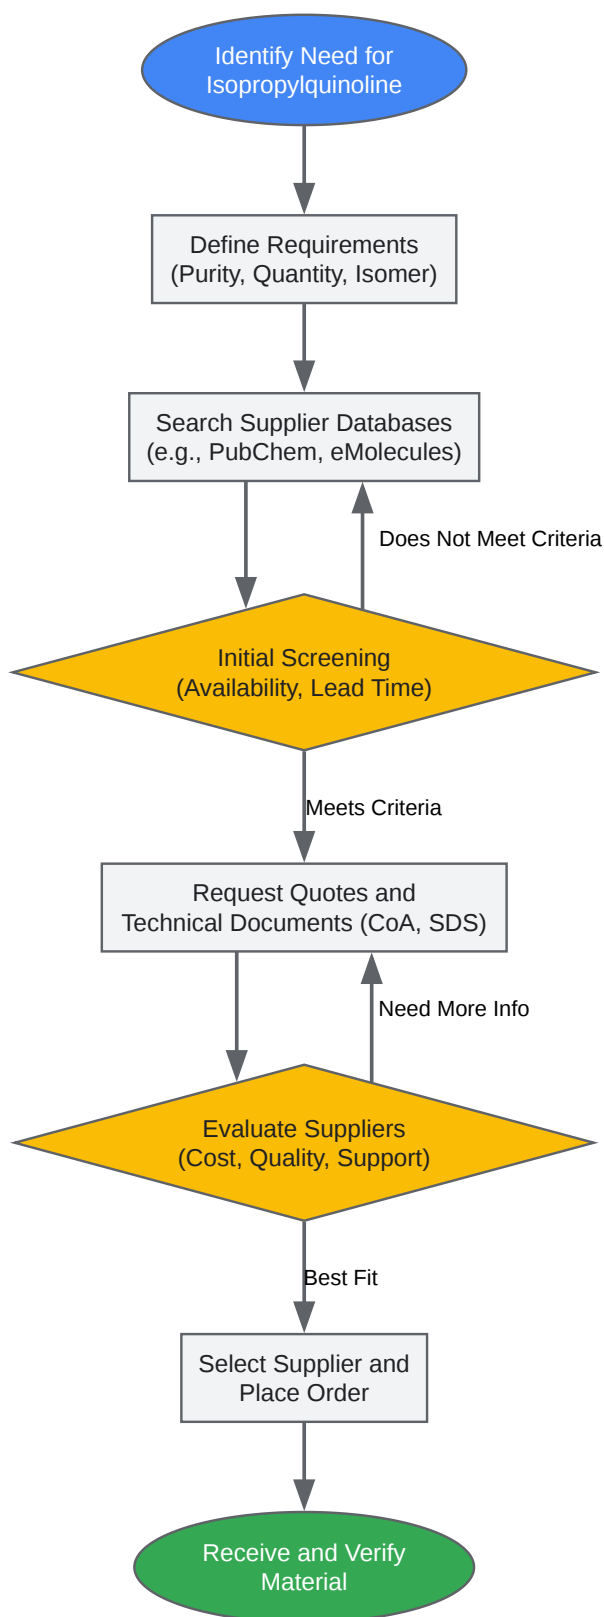 Identify Need for
Isopropylquinoline
Define Requirements
(Purity, Quantity, Isomer)
Search Supplier Databases
(e.g., PubChem, eMolecules)
Does Not Meet Criteria
Initial Screening
(Availability, Lead Time)
Meets Criteria
Request Quotes and
Technical Documents (CoA, SDS)
Need More Info
Evaluate Suppliers
(Cost, Quality, Support)
Best Fit
Select Supplier and
Place Order
Receive and Verify
Material